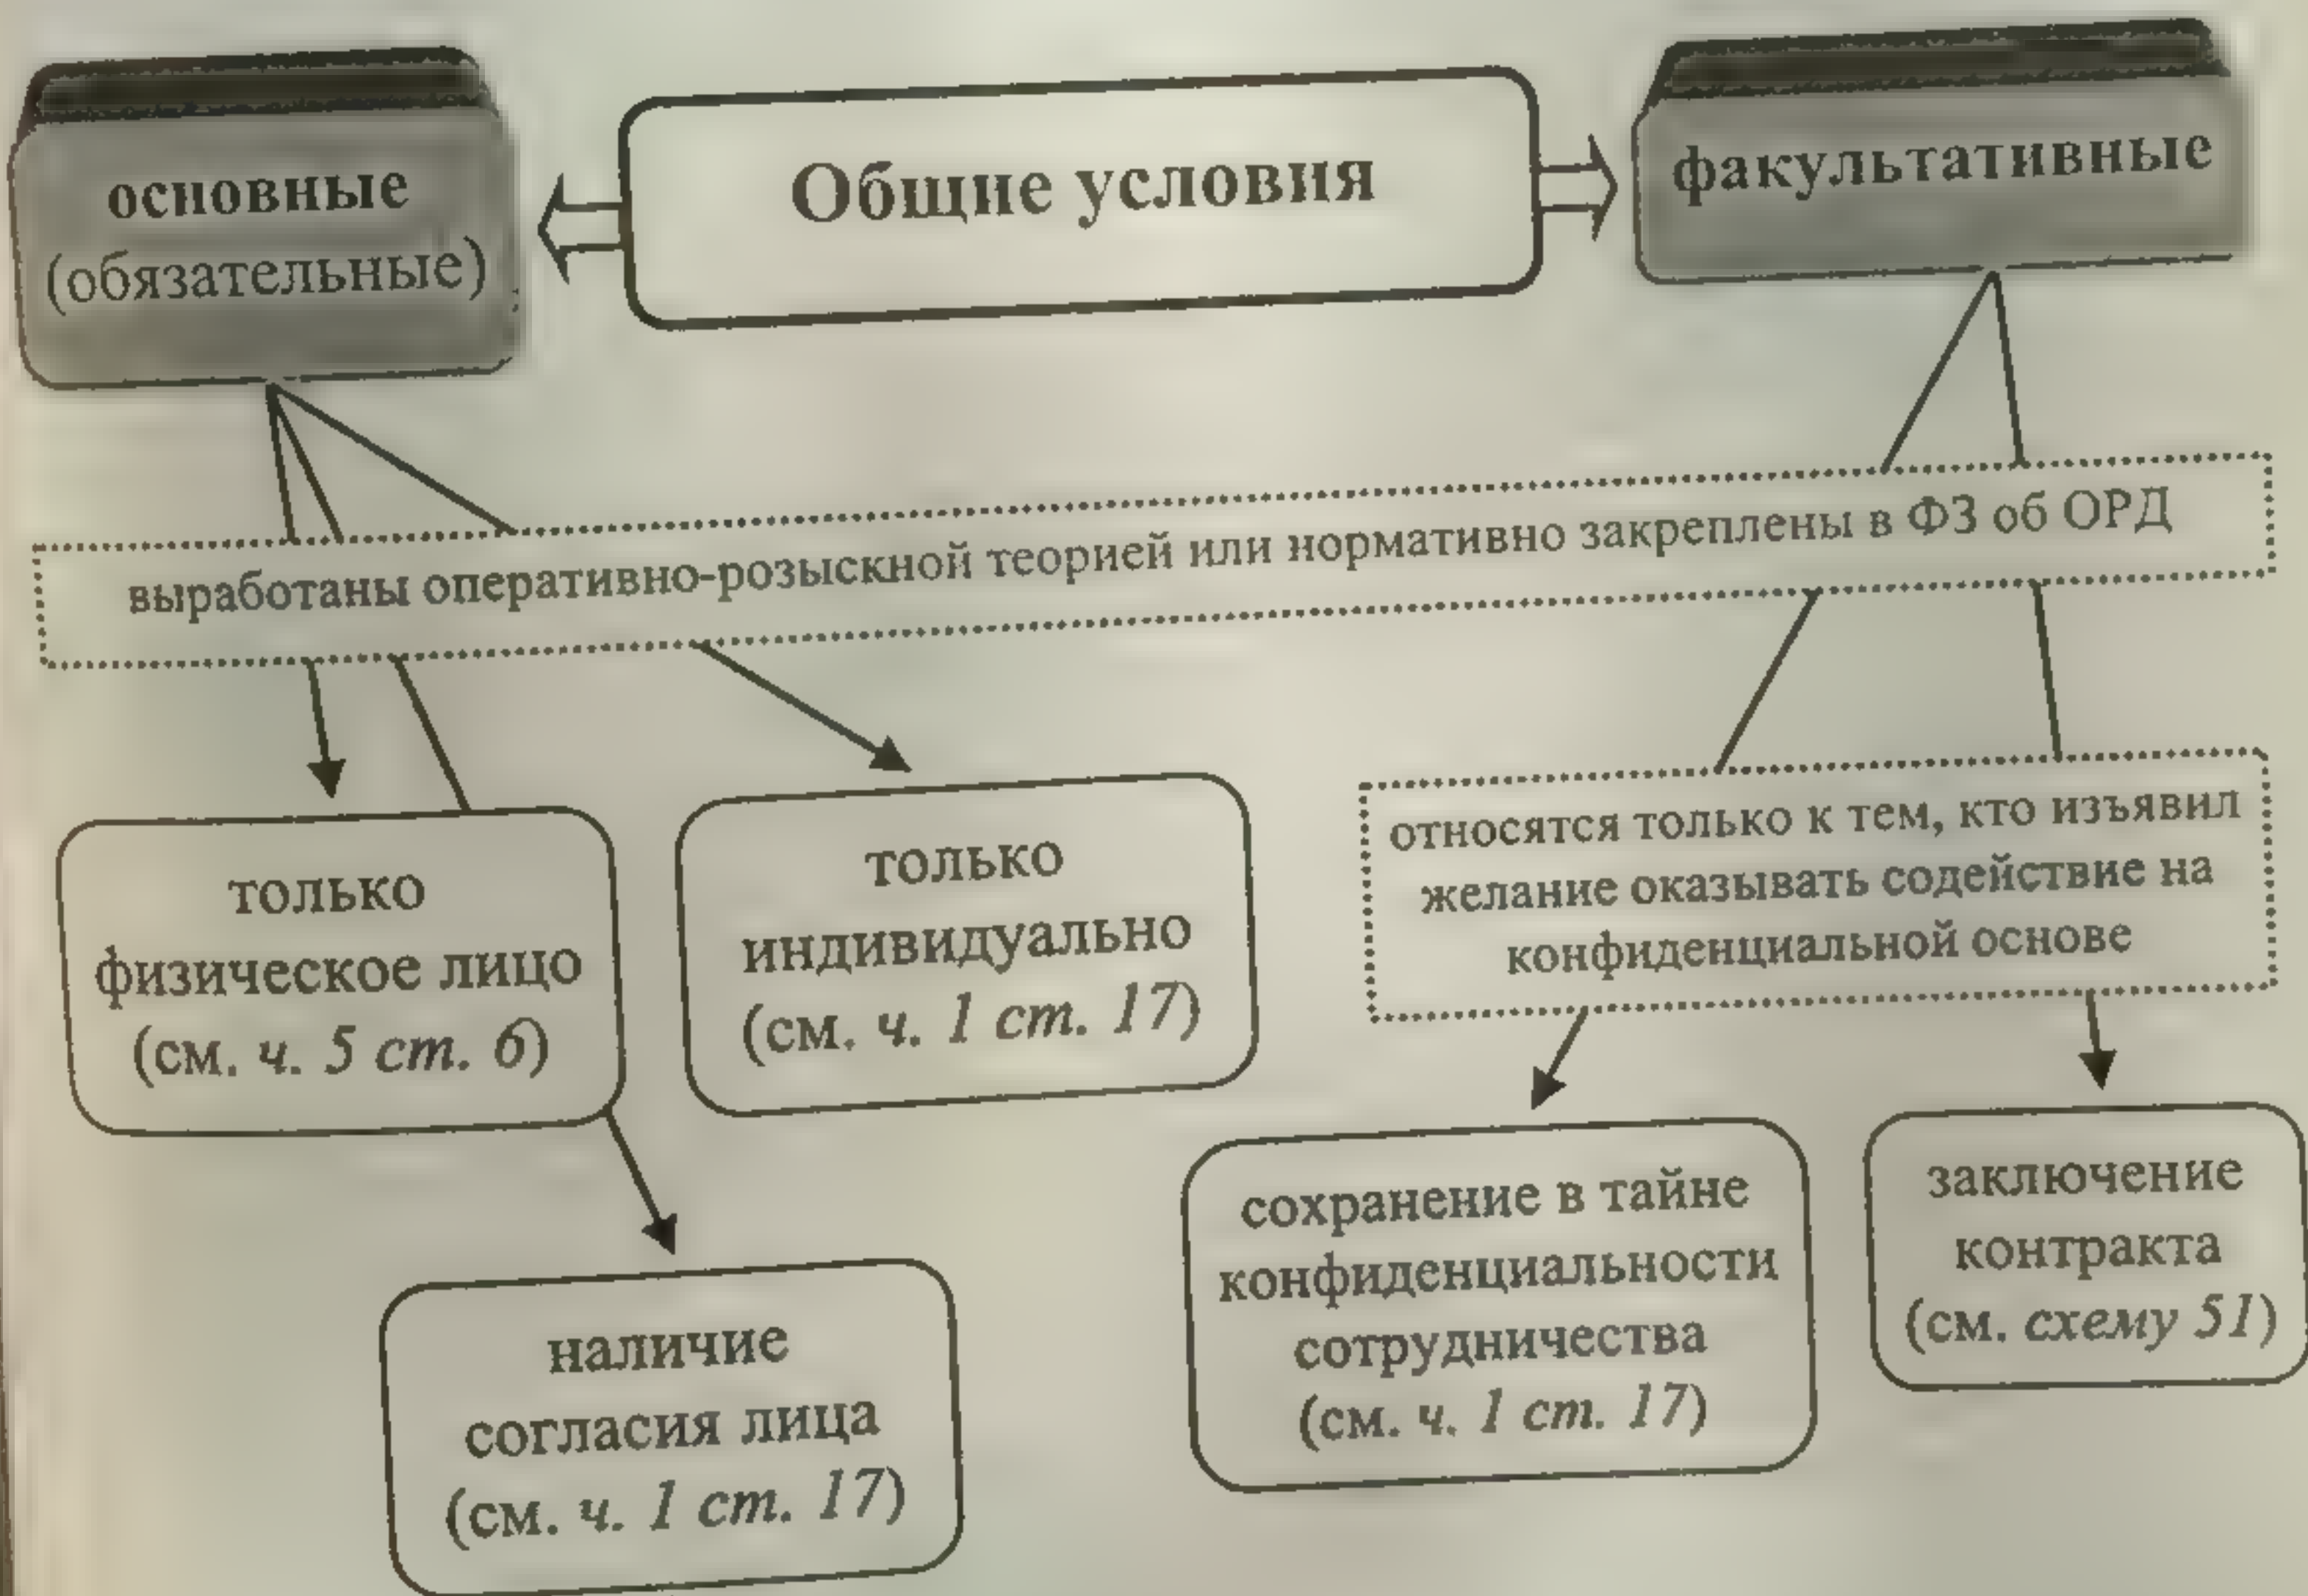 основные
(обязательные)
Общие условия
факультативные
выработаны оперативно-розыскной теорией или нормативно закреплены в ФЗ об ОРД
только
физическое лицо
(см. ч. 5 ст. 6)
только
индивидуально
(см. ч. 1 ст. 17)
относятся только к тем, кто изъявил
желание оказывать содействие на
конфиденциальной основе
наличие
согласия лица
(см. ч. 1 ст. 17)
сохранение в тайне
конфиденциальности
сотрудничества
(см. ч. 1 ст. 17)
заключение
контракта
(см. схему 51)